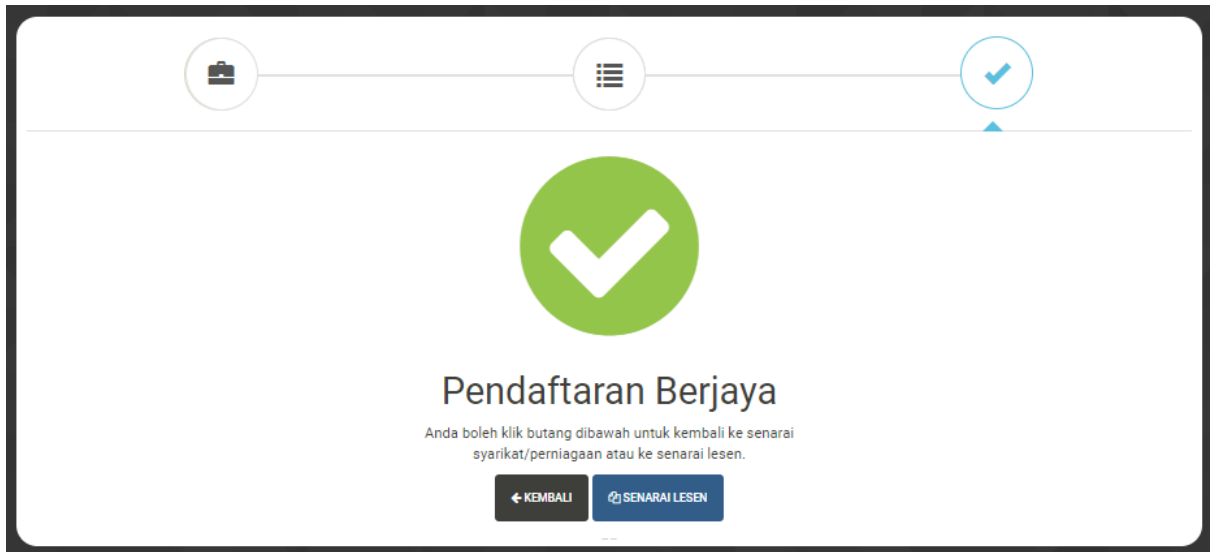 Pendaftaran Berjaya
Anda boleh klik butang dibawah untuk kembali ke senarai
syarikat/perniagaan atau ke senarai lesen.
KEMBALI SENARAI LESEN